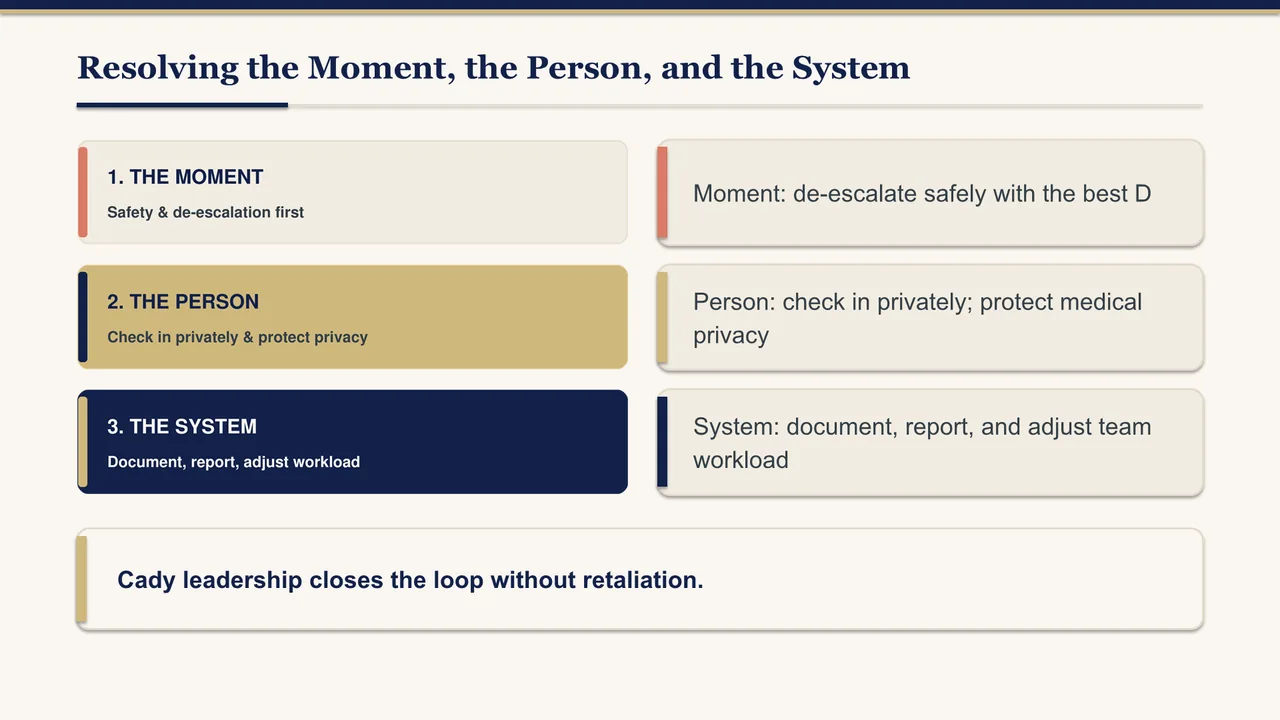 Resolving the Moment, the Person, and the System
1. THE MOMENT
Safety & de-escalation first
Moment: de-escalate safely with the best D
2. THE PERSON
Check in privately & protect privacy
Person: check in privately; protect medical
privacy
3. THE SYSTEM
Document, report, adjust workload
System: document, report, and adjust team
workload
Cady leadership closes the loop without retaliation.